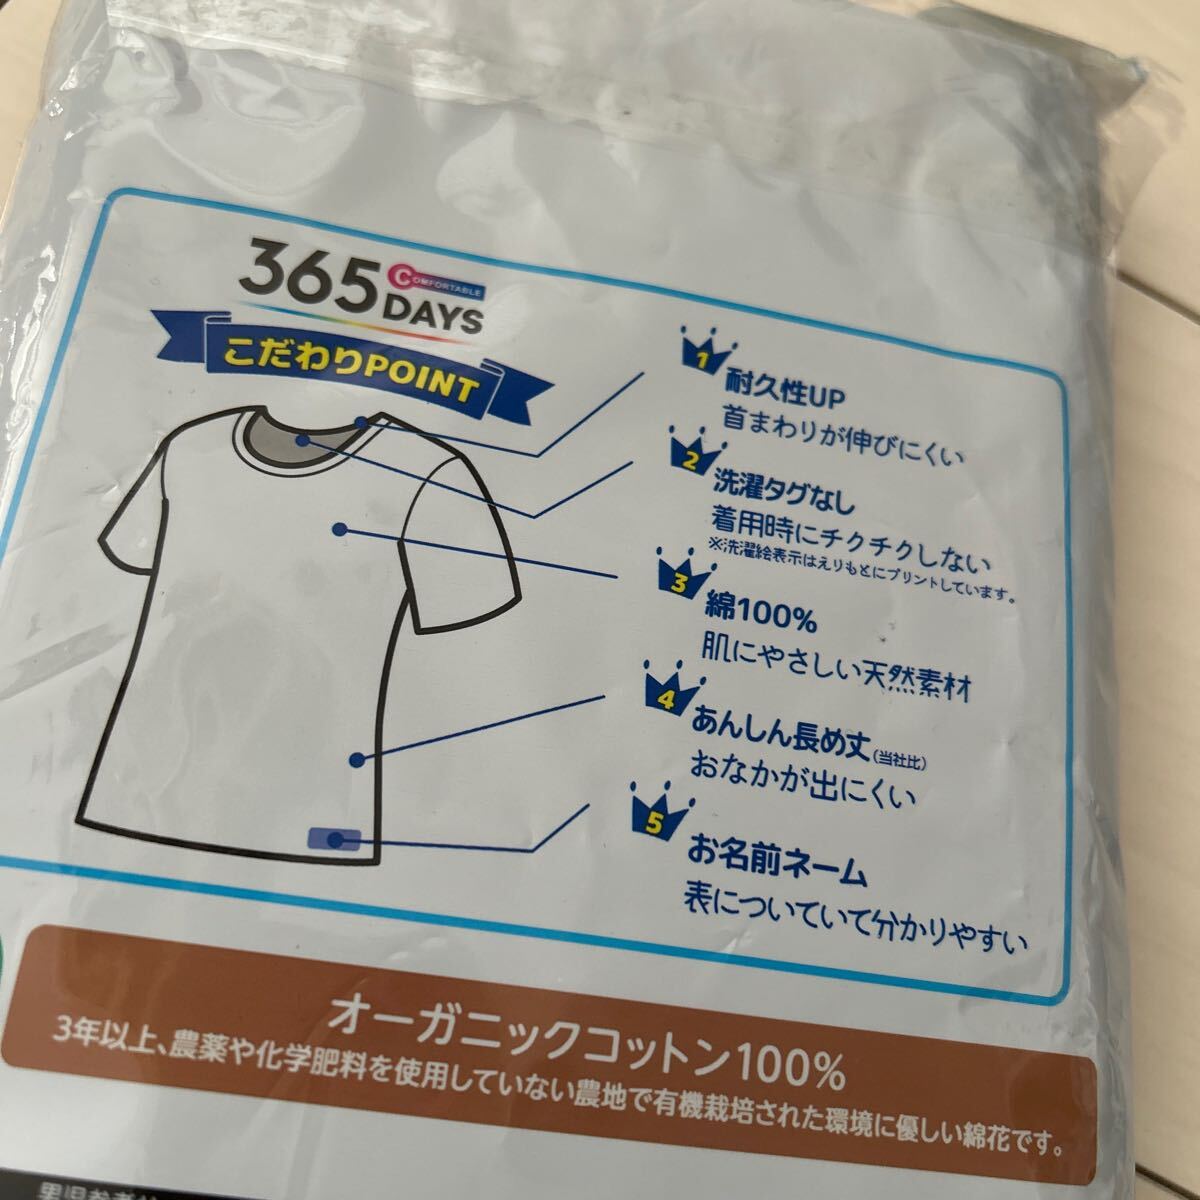 365 COMFORTABLE
DAYS
こだわりPOINT
1
耐久性UP
首まわりが伸びにくい
2
洗濯タグなし
着用時にチクチクしない
※洗濯絵表示はえりもとにプリントしています。
3
綿100%
肌にやさしい天然素材
4
あんしん長め丈(当社比)
おなかが出にくい
5
お名前ネーム
表についていて分かりやすい
オーガニックコットン100%
3年以上、農薬や化学肥料を使用していない農地で有機栽培された環境に優しい綿花です。